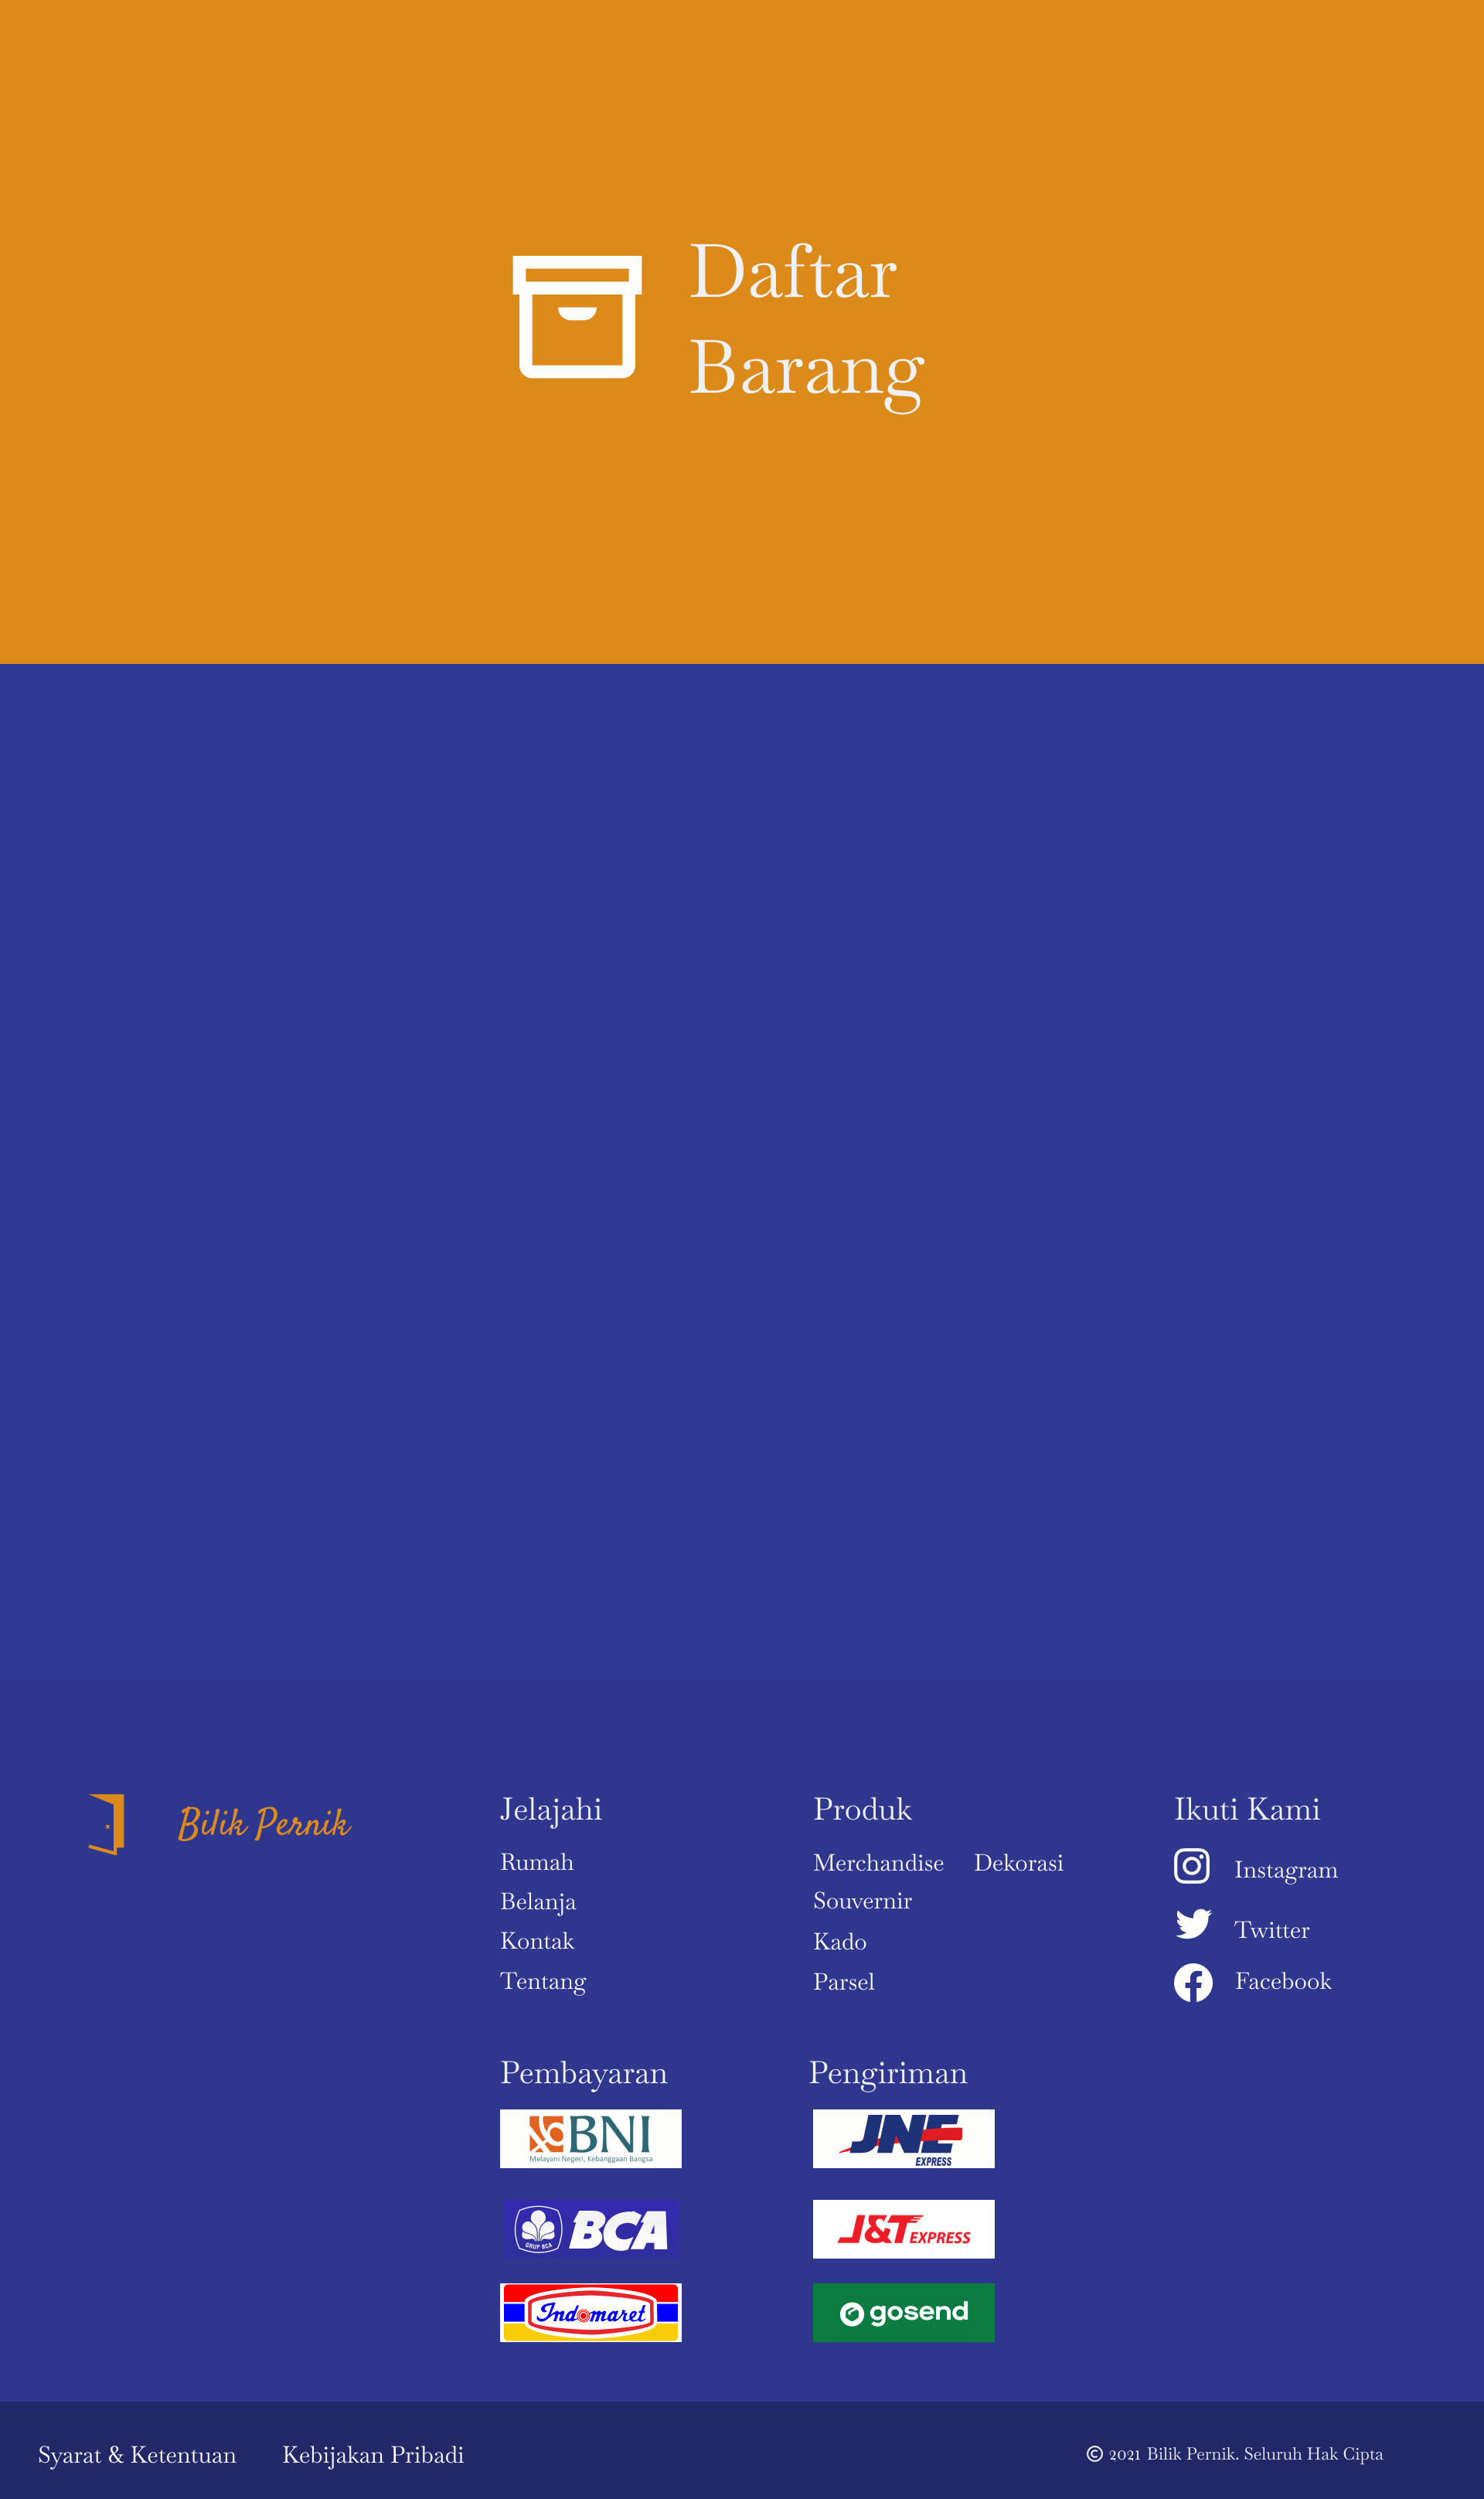 Daftar
Barang
Bilik Pernik
Jelajahi
Rumah
Belanja
Kontak
Tentang
Produk
Merchandise Dekorasi
Souvernir
Kado
Parsel
Ikuti Kami
Instagram
Twitter
Facebook
Pembayaran
BNI
Melayani Negeri, Kebanggaan Bangsa
GRUP BCA
BCA
Indomaret
Pengiriman
JNE
EXPRESS
J&T EXPRESS
gosend
Syarat & Ketentuan Kebijakan Pribadi
© 2021 Bilik Pernik. Seluruh Hak Cipta